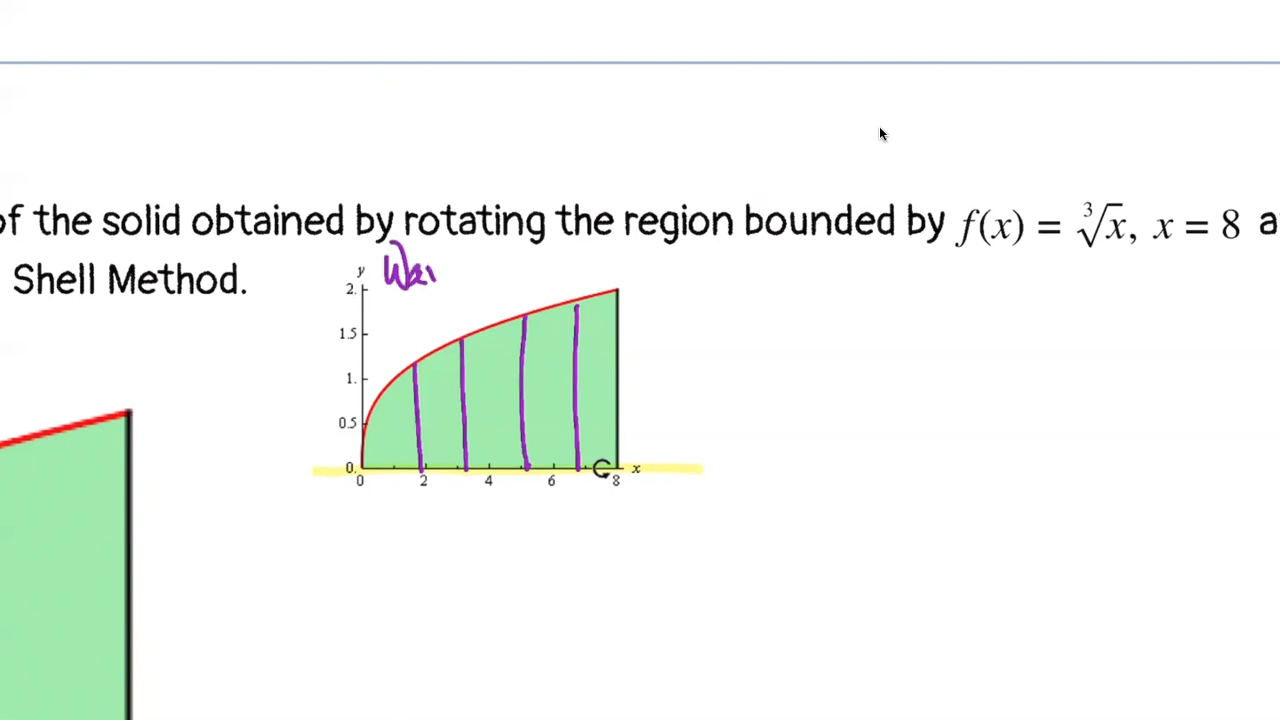 of the solid obtained by rotating the region bounded by f(x) = ∛x, x = 8 a
Shell Method.
y
2.
1.5
1.
0.5
0.
x
0 2 4 6 8